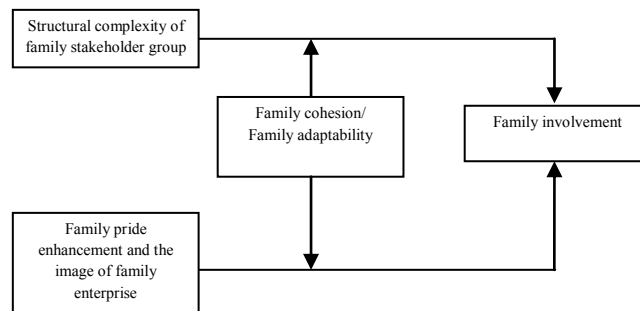 Structural complexity of
family stakeholder group
Family cohesion/
Family adaptability
Family involvement
Family pride
enhancement and the
image of family
enterprise